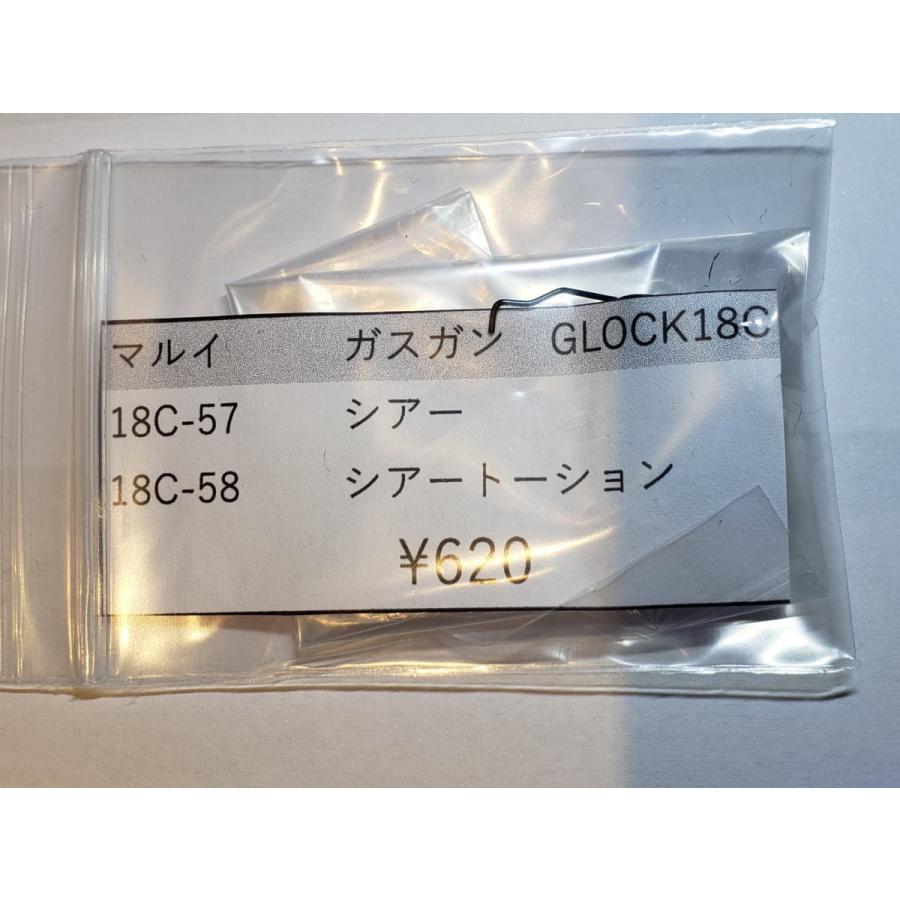 マルイ ガスガン GLOCK18C
18C-57 シアー
18C-58 シアートーション
¥620